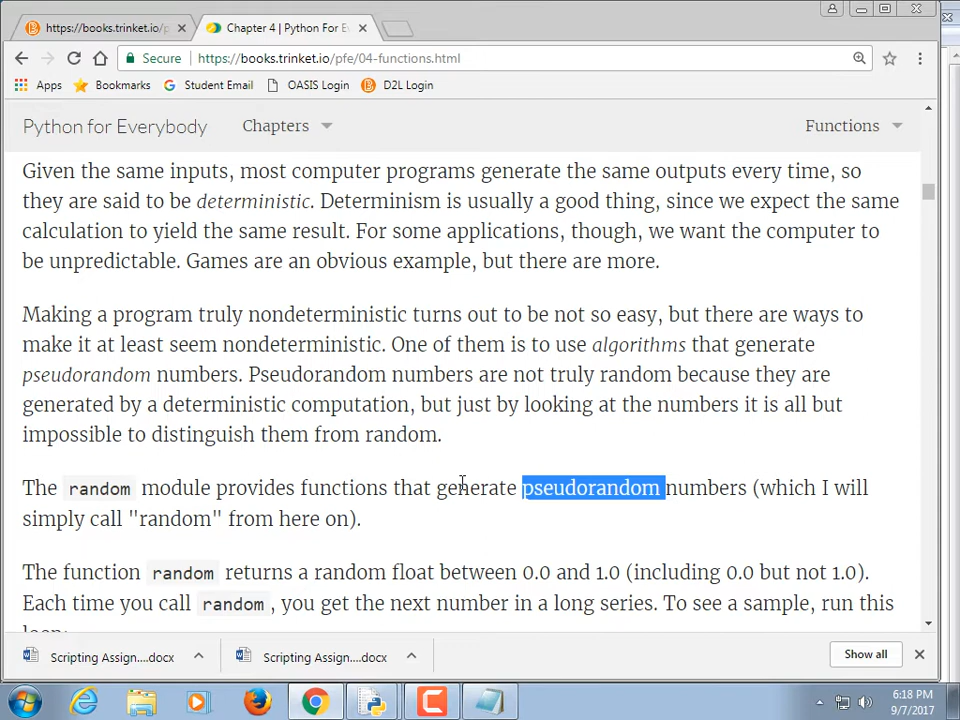 https://books.trinket.io/p
Chapter 4 | Python For E
Secure
https://books.trinket.io/pfe/04-functions.html
Apps
Bookmarks
Student Email
OASIS Login
D2L Login
Python for Everybody
Chapters
Functions
Given the same inputs, most computer programs generate the same outputs every time, so
they are said to be deterministic. Determinism is usually a good thing, since we expect the same
calculation to yield the same result. For some applications, though, we want the computer to
be unpredictable. Games are an obvious example, but there are more.
Making a program truly nondeterministic turns out to be not so easy, but there are ways to
make it at least seem nondeterministic. One of them is to use algorithms that generate
pseudorandom numbers. Pseudorandom numbers are not truly random because they are
generated by a deterministic computation, but just by looking at the numbers it is all but
impossible to distinguish them from random.
The random module provides functions that generate pseudorandom numbers (which I will
simply call "random" from here on).
The function random returns a random float between 0.0 and 1.0 (including 0.0 but not 1.0).
Each time you call random, you get the next number in a long series. To see a sample, run this
Scripting Assign....docx
Scripting Assign....docx
Show all
6:18 PM
9/7/2017